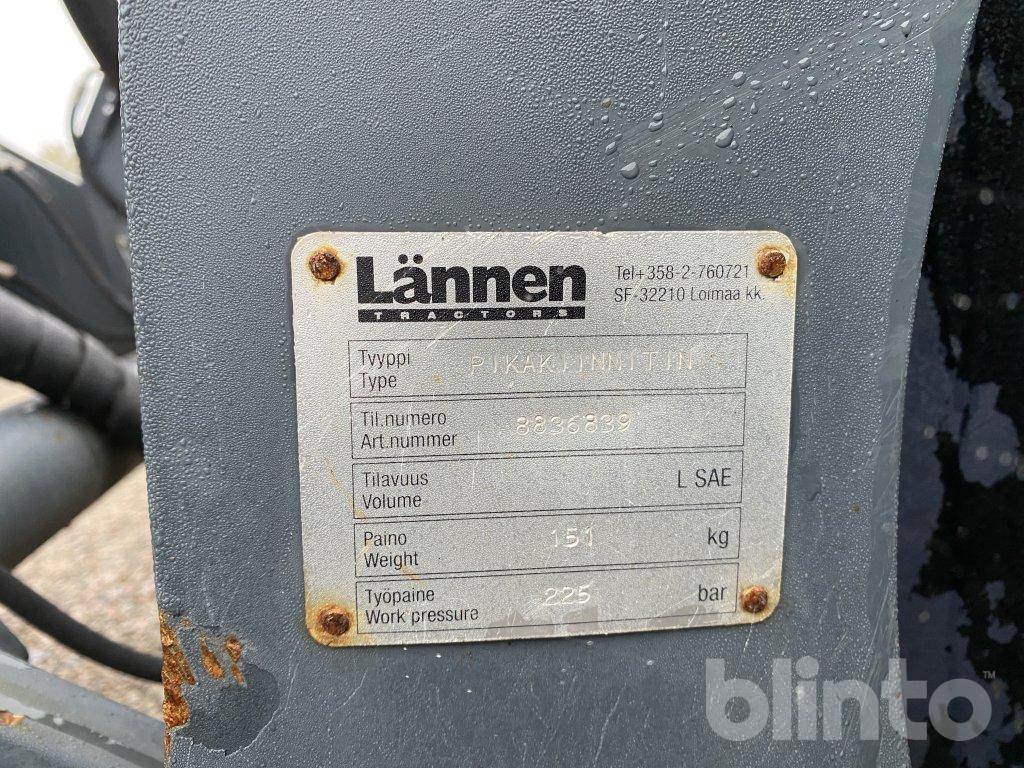 Lännen
TRACTORS
Tel+358-2-760721
SF-32210 Loimaa kk.
Tyyppi PIKAKIINNITIN
Type
Til.numero 8836839
Art.nummer
Tilavuus L SAE
Volume
Paino 151 kg
Weight
Työpaine 225 bar
Work pressure
blinto™